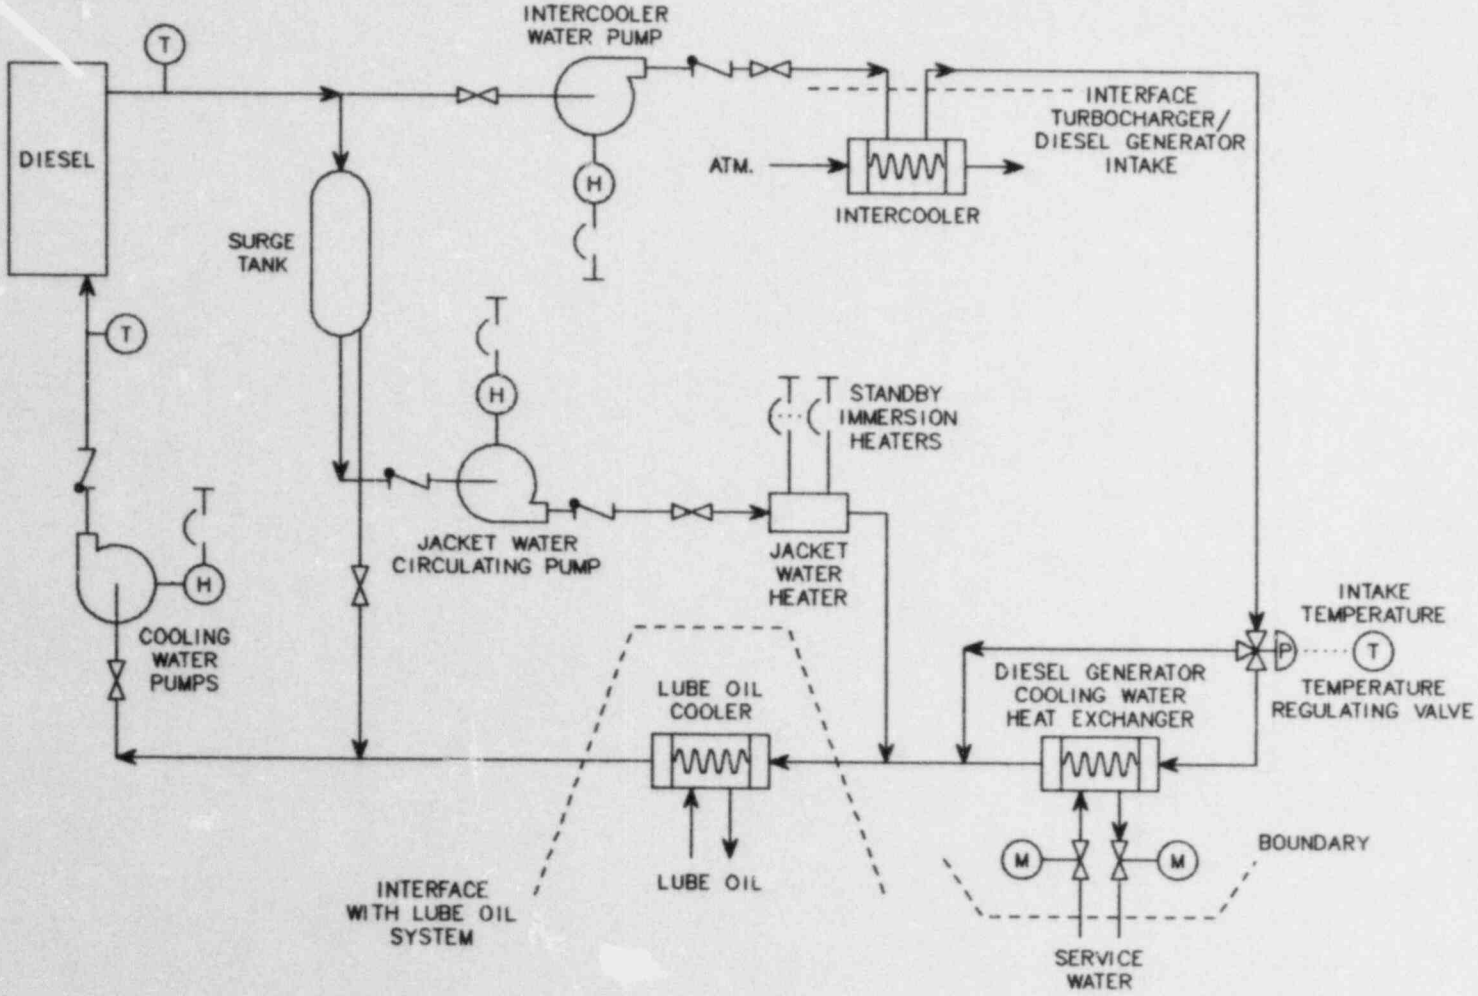 INTERCOOLER
WATER PUMP
T
DIESEL
INTERFACE
TURBOCHARGER/
DIESEL GENERATOR
INTAKE
ATM.
H
INTERCOOLER
SURGE
TANK
T
H
STANDBY
IMMERSION
HEATERS
JACKET WATER
CIRCULATING PUMP
JACKET
WATER
HEATER
H
COOLING
WATER
PUMPS
INTAKE
TEMPERATURE
P
T
TEMPERATURE
REGULATING VALVE
DIESEL GENERATOR
COOLING WATER
HEAT EXCHANGER
LUBE OIL
COOLER
LUBE OIL
INTERFACE
WITH LUBE OIL
SYSTEM
M
M
BOUNDARY
SERVICE
WATER